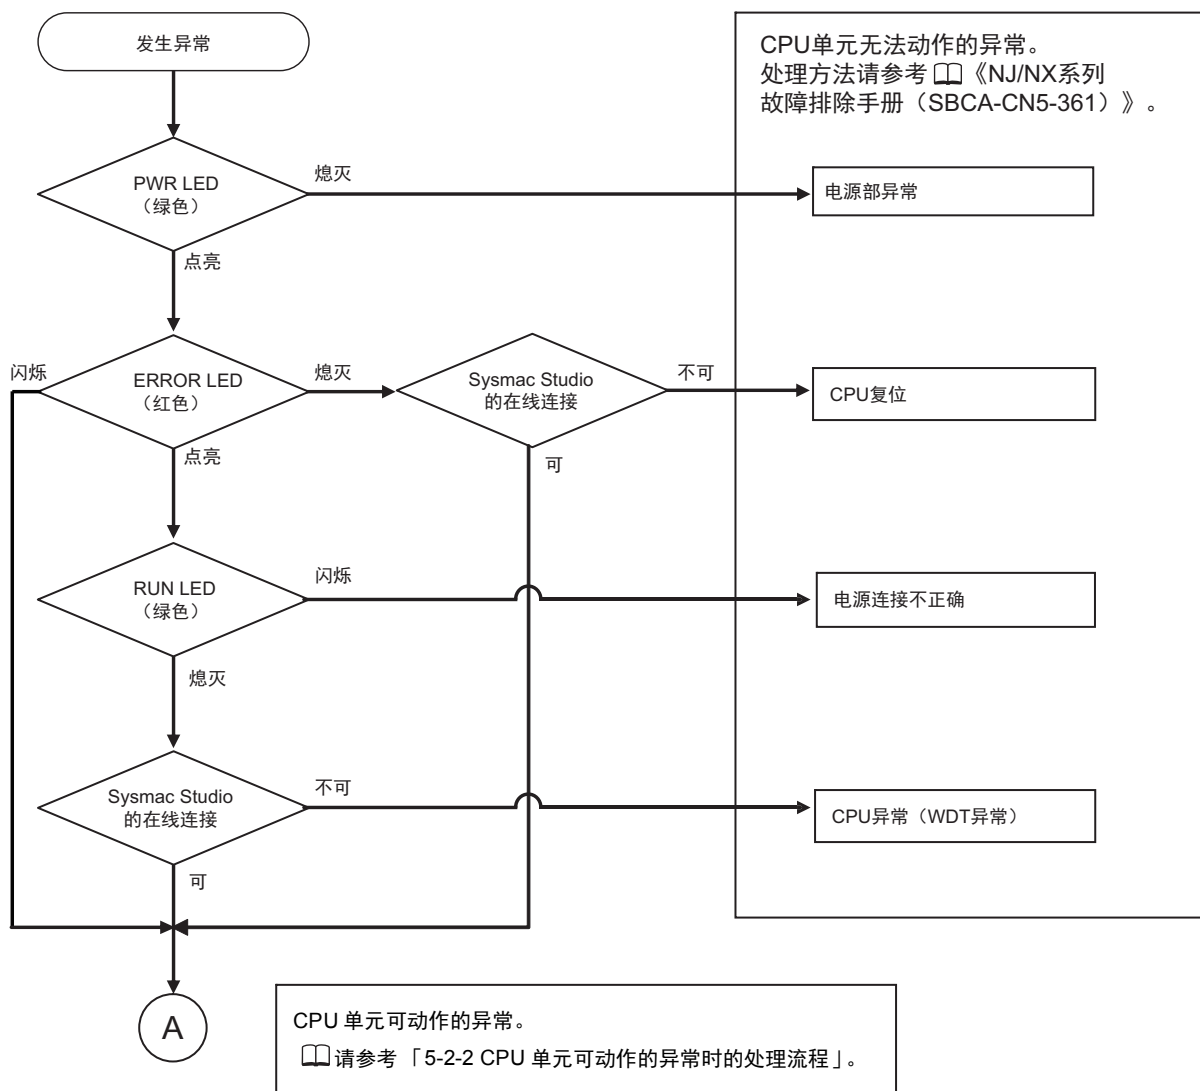 发生异常
CPU单元无法动作的异常。
处理方法请参考 《NJ/NX系列
故障排除手册（SBCA-CN5-361）》。
PWR LED
（绿色）
熄灭
电源部异常
点亮
闪烁
ERROR LED
（红色）
熄灭
Sysmac Studio
的在线连接
不可
CPU复位
点亮
可
RUN LED
（绿色）
闪烁
电源连接不正确
熄灭
Sysmac Studio
的在线连接
不可
CPU异常（WDT异常）
可
A
CPU 单元可动作的异常。
请参考「5-2-2 CPU 单元可动作的异常时的处理流程」。